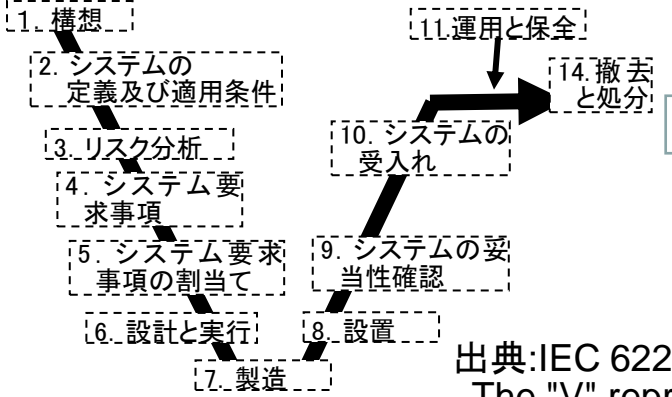 1. 構想
2. システムの
定義及び適用条件
3. リスク分析
4. システム要
求事項
5. システム要求
事項の割当て
6. 設計と実行
7. 製造
8. 設置
9. システムの妥
当性確認
10. システムの
受入れ
11.運用と保全
14.撤去
と処分
出典:IEC 622
The "V" repr